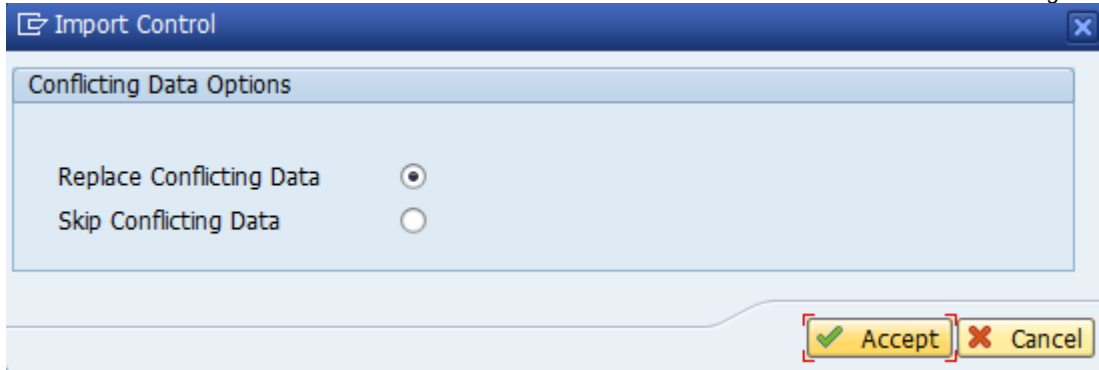 Import Control
Conflicting Data Options
Replace Conflicting Data
Skip Conflicting Data
Accept Cancel